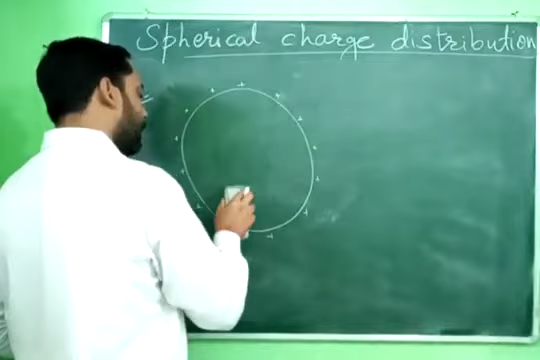 Spherical charge distribution
+ + + + + + + + + + + + +